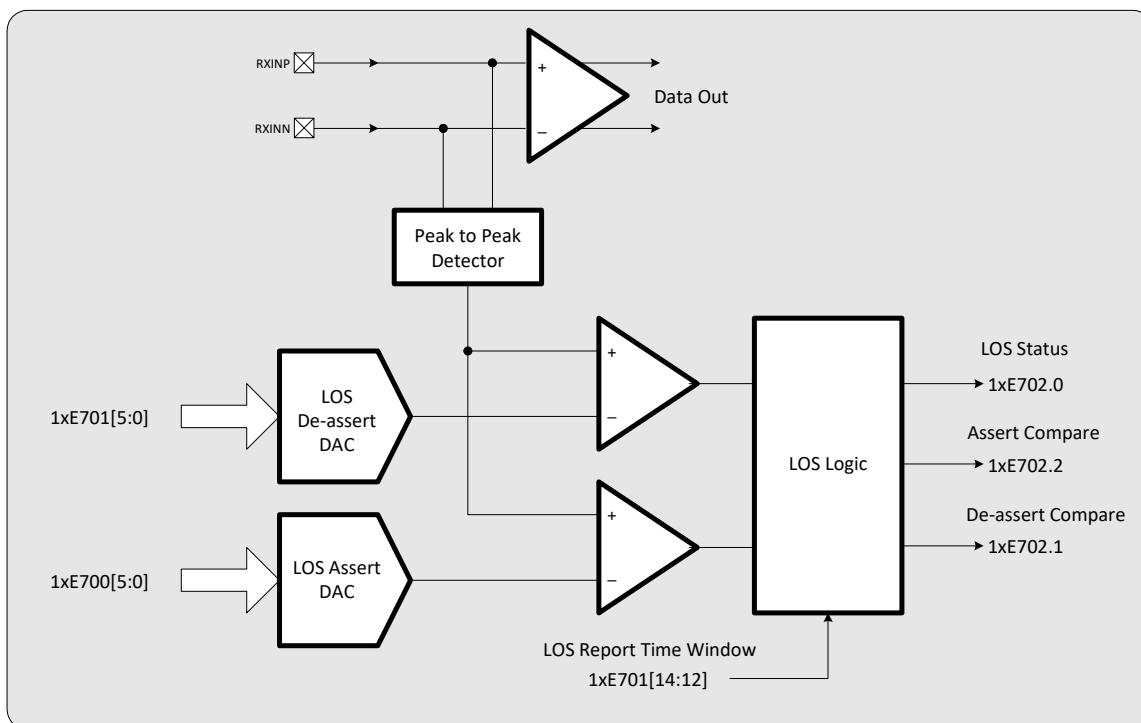 RXINP
+
Data Out
RXINN
–
Peak to Peak
Detector
LOS
De-assert
DAC
1xE701[5:0]
+
–
LOS Status
1xE702.0
Assert Compare
1xE702.2
LOS Logic
De-assert Compare
1xE702.1
LOS Assert
DAC
1xE700[5:0]
+
–
LOS Report Time Window
1xE701[14:12]